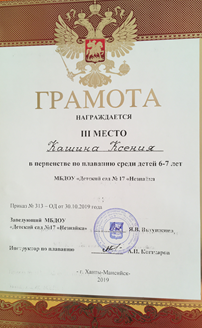 ГРАМОТА
НАГРАЖДАЕТСЯ
III МЕСТО
Кашина Ксения
в первенстве по плаванию среди детей 6-7 лет
МБДОУ «Детский сад № 17 «Незнайка»
Приказ № 313 – ОД от 30.10.2019 года
Заведующий МБДОУ
«Детский сад №17 «Незнайка»
Инструктор по плаванию
А.П.
- г. Ханты-Мансийск-
2019